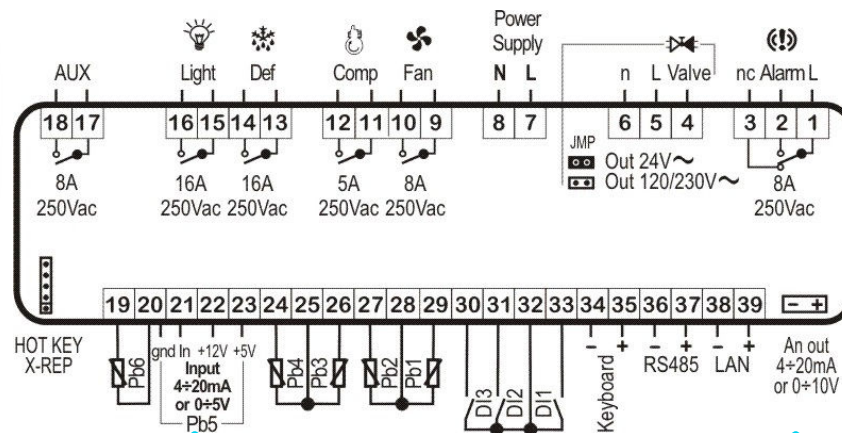 Power
Supply
AUX Light Def Comp Fan N L n L Valve nc Alarm L
18 17 16 15 14 13 12 11 10 9 8 7 6 5 4 3 2 1
JMP
Out 24V~
Out 120/230V~
8A 16A 16A 5A 8A 8A
250Vac 250Vac 250Vac 250Vac 250Vac 250Vac
19 20 21 22 23 24 25 26 27 28 29 30 31 32 33 34 35 36 37 38 39
- +
HOT KEY
X-REP
Pb6
gnd In +12V +5V
Input
4÷20mA
or 0÷5V
Pb5
Pb4 Pb3 Pb2 Pb1
DI3 DI2 DI1
- + - + - +
Keyboard RS485 LAN
An out
4÷20mA
or 0÷10V